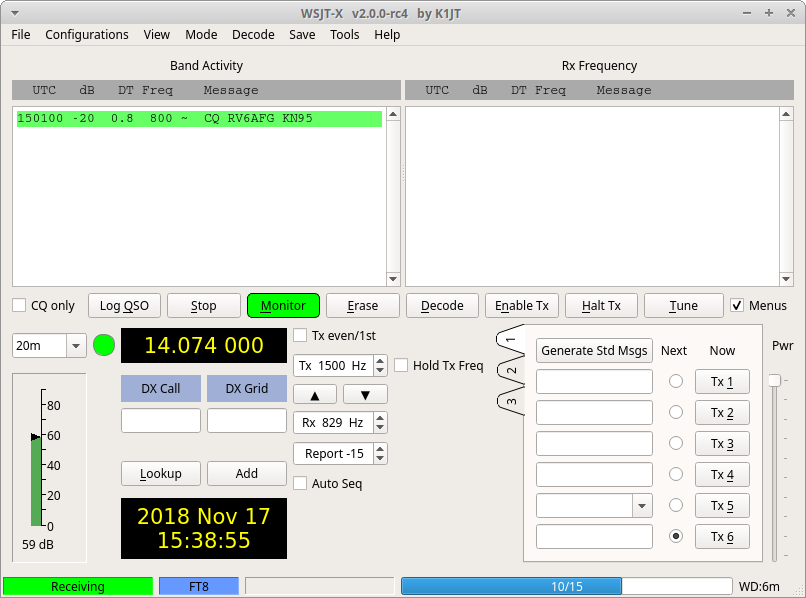 WSJT-X v2.0.0-rc4 by K1JT
File Configurations View Mode Decode Save Tools Help
Band Activity Rx Frequency
UTC dB DT Freq Message UTC dB DT Freq Message
150100 -20 0.8 800 ~ CQ RV6AFG KN95
CQ only Log QSO Stop Monitor Erase Decode Enable Tx Halt Tx Tune Menus
20m 14.074 000 Tx even/1st
Tx 1500 Hz Hold Tx Freq
DX Call DX Grid
Rx 829 Hz
Report -15
Lookup Add Auto Seq
2018 Nov 17
15:38:55
80
60
40
20
0
59 dB
1
2
3
Generate Std Msgs Next Now Pwr
Tx 1
Tx 2
Tx 3
Tx 4
Tx 5
Tx 6
Receiving FT8 10/15 WD:6m